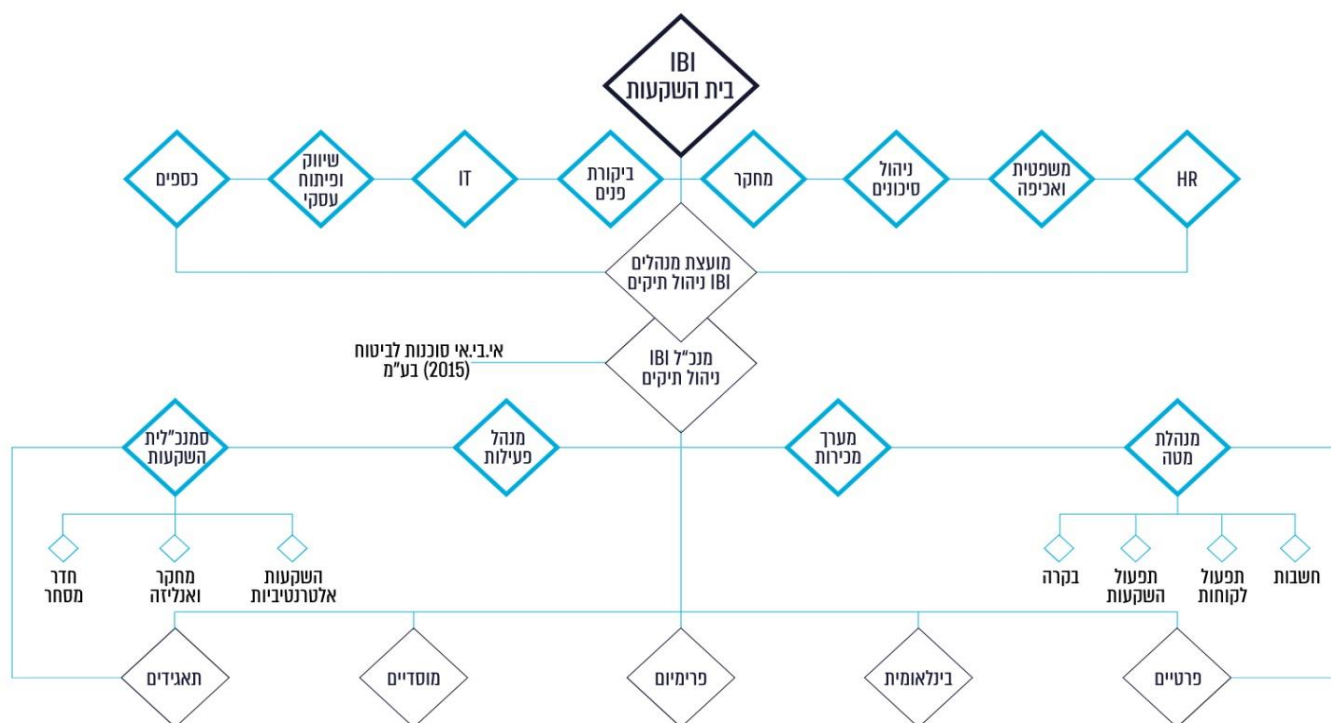 IBI
בית השקעות
HR
משפטית
ואכיפה
ניהול
סיכונים
מחקר
ביקורת
פנים
IT
שיווק
ופיתוח
עסקי
כספים
מועצת מנהלים
IBI ניהול תיקים
מנכ"ל IBI
ניהול תיקים
אי.בי.אי סוכנות לביטוח
(2015) בע"מ
מנהלת
מטה
מערך
מכירות
מנהל
פעילות
סמנכ"לית
השקעות
חשבות
תפעול
לקוחות
תפעול
השקעות
בקרה
השקעות
אלטרנטיביות
מחקר
ואנליזה
חדר
מסחר
פרטיים
בינלאומית
פרימיום
מוסדיים
תאגידים